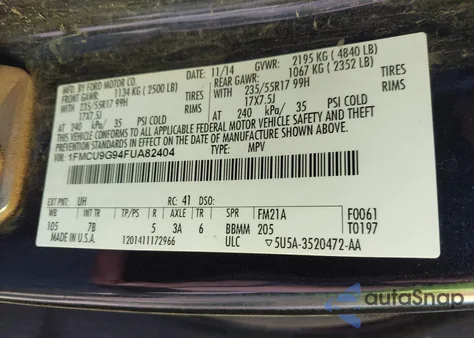 MFD. BY FORD MOTOR CO.
11/14 GVWR: 2195 KG ( 4840 LB)
FRONT GAWR: 1134 KG ( 2500 LB) REAR GAWR: 1067 KG ( 2352 LB)
WITH 235/55R17 99H TIRES WITH 235/55R17 99H TIRES
17X7.5J RIMS 17X7.5J RIMS
AT 240 kPa/ 35 PSI COLD AT 240 kPa/ 35 PSI COLD
THIS VEHICLE CONFORMS TO ALL APPLICABLE FEDERAL MOTOR VEHICLE
SAFETY AND THEFT PREVENTION STANDARDS IN
EFFECT ON THE DATE OF MANUFACTURE SHOWN ABOVE.
VIN: 1FMCU9G94FUA82404
TYPE: MPV
EXT PNT: UH RC: 41 DSO:
WB INT TR TP/PS R AXLE TR SPR FM21A F0061
105 7B 5 3A 6 BBMM 205 T0197
MADE IN U.S.A. 1201411172966 ULC 5U5A-3520472-AA
autoSnap